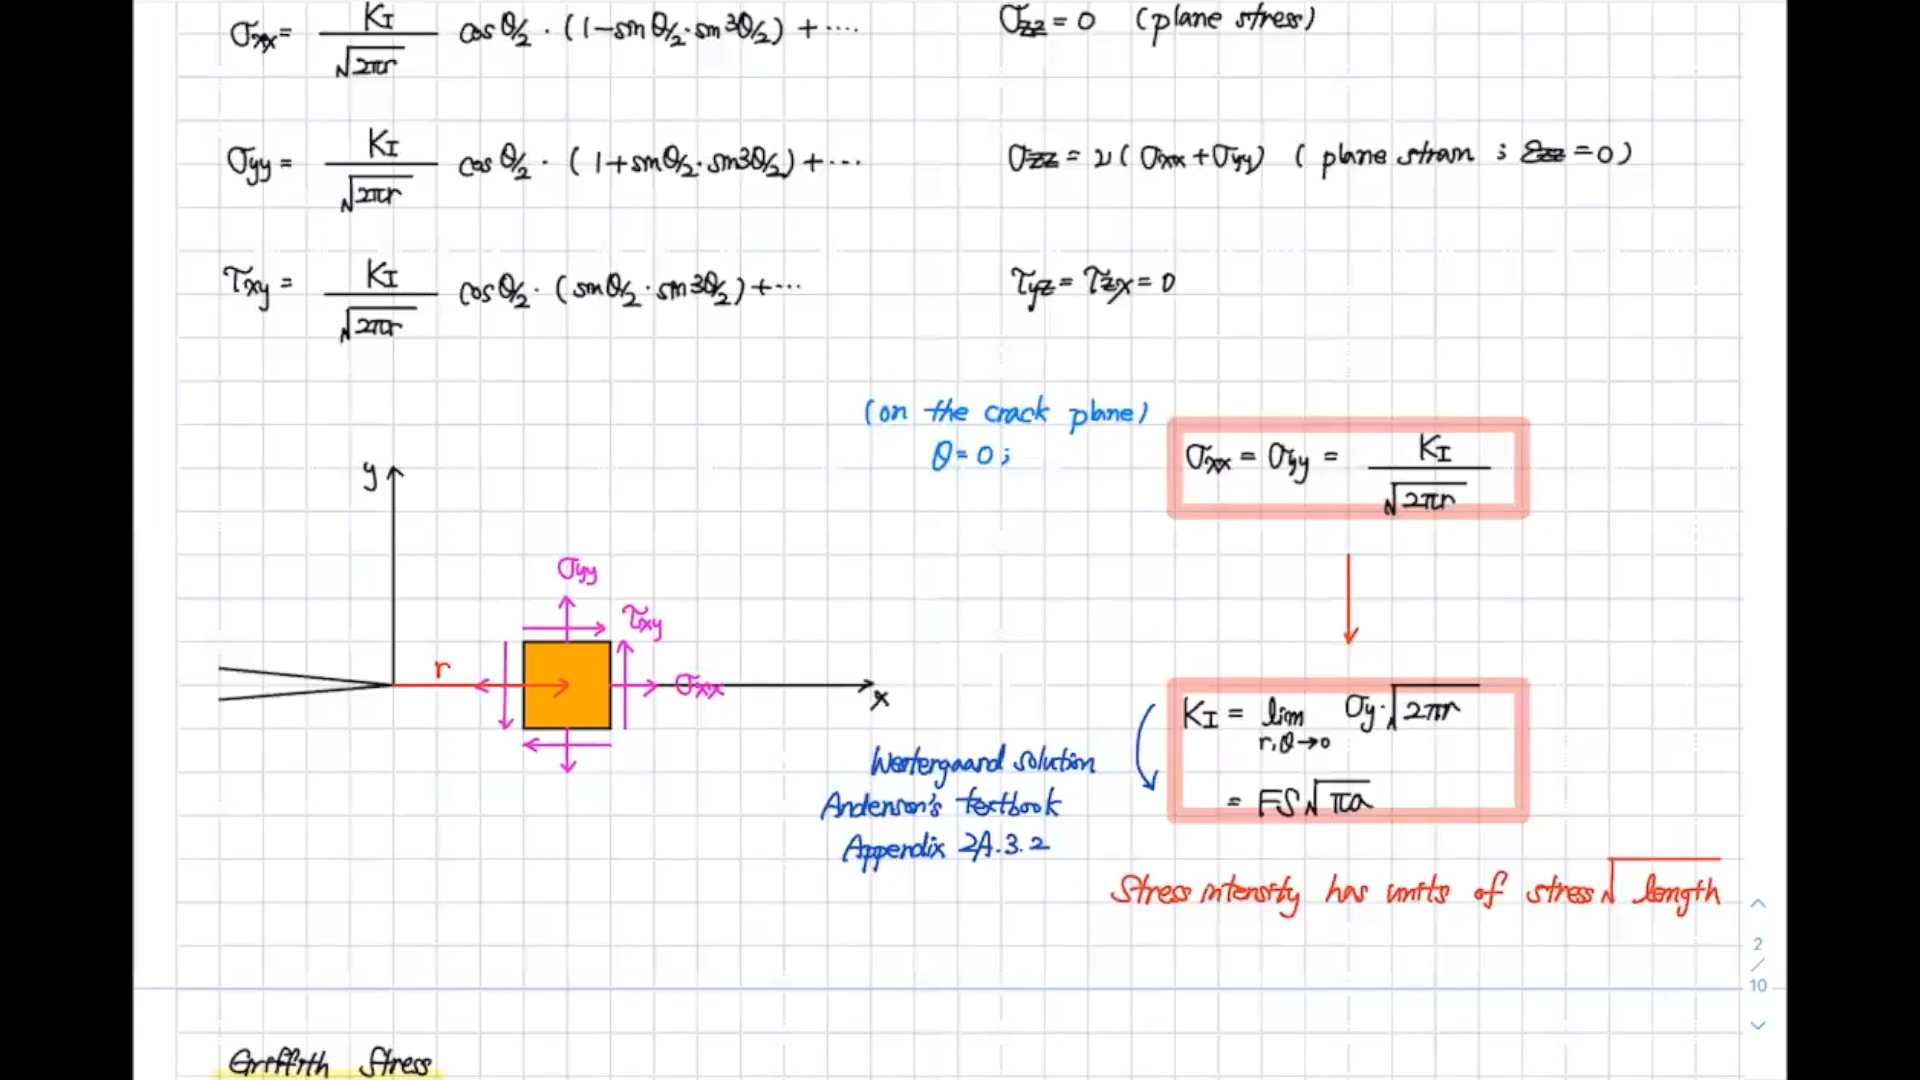 σxx = KI/√2πr cos θ/2 · (1 - sin θ/2 · sin 3θ/2) + ....
σzz = 0 (plane stress)
σyy = KI/√2πr cos θ/2 · (1 + sin θ/2 · sin 3θ/2) + ...
σzz = ν(σxx + σyy) (plane strain ; εzz = 0)
τxy = KI/√2πr cos θ/2 · (sin θ/2 · sin 3θ/2) + ...
τyz = τzx = 0
(on the crack plane)
θ = 0 ;
σxx = σyy = KI/√2πr
y
σyy
τxy
r
σxx
x
KI = lim r,θ→0 σy · √2πr
= FS√πa
Westergaard solution
Anderson's textbook
Appendix 2A.3.2
Stress intensity has units of stress√length
2
/
10
Griffith Stress